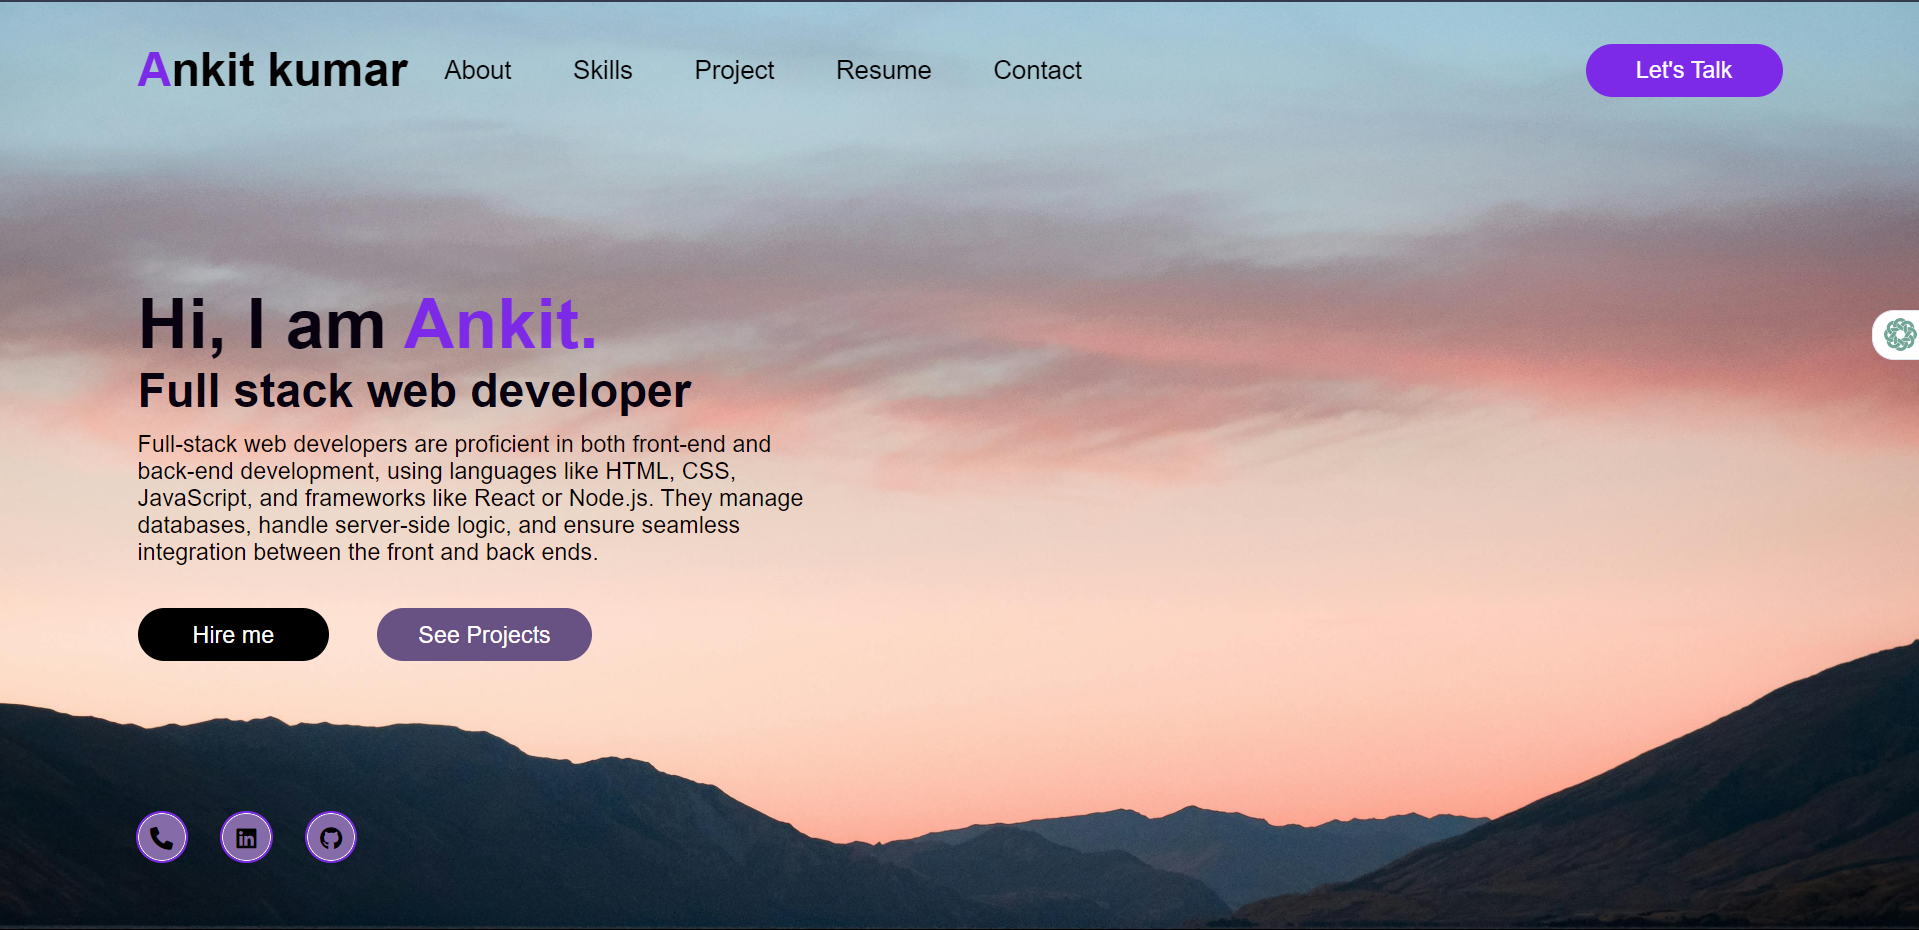 Ankit kumar About Skills Project Resume Contact Let's Talk
Hi, I am Ankit.
Full stack web developer
Full-stack web developers are proficient in both front-end and
back-end development, using languages like HTML, CSS,
JavaScript, and frameworks like React or Node.js. They manage
databases, handle server-side logic, and ensure seamless
integration between the front and back ends.
Hire me See Projects
in